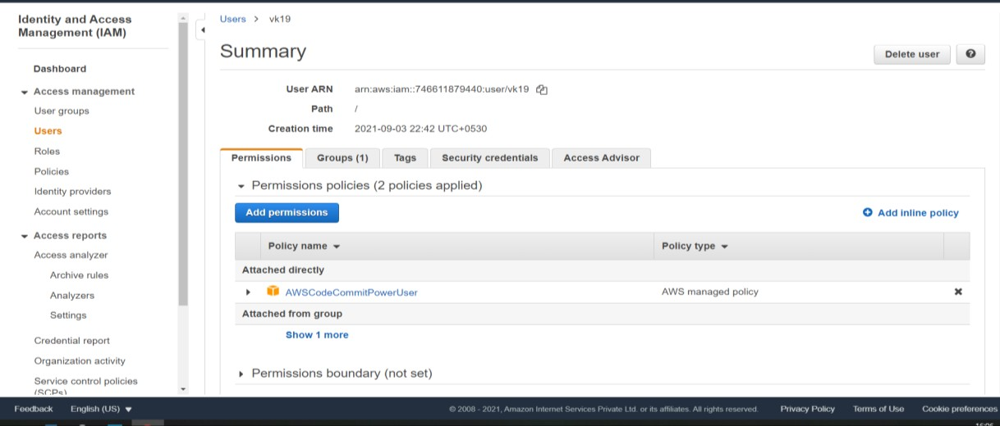 Identity and Access
Management (IAM)
Dashboard
Access management
User groups
Users
Roles
Policies
Identity providers
Account settings
Access reports
Access analyzer
Archive rules
Analyzers
Settings
Credential report
Organization activity
Service control policies
(SCPs)
Users > vk19
Summary
Delete user
User ARN arn:aws:iam::746611879440:user/vk19
Path /
Creation time 2021-09-03 22:42 UTC+0530
Permissions Groups (1) Tags Security credentials Access Advisor
Permissions policies (2 policies applied)
Add permissions Add inline policy
Policy name Policy type
Attached directly
AWSCodeCommitPowerUser AWS managed policy
Attached from group
Show 1 more
Permissions boundary (not set)
Feedback English (US) © 2008 - 2021, Amazon Internet Services Private Ltd. or its affiliates. All rights reserved. Privacy Policy Terms of Use Cookie preferences